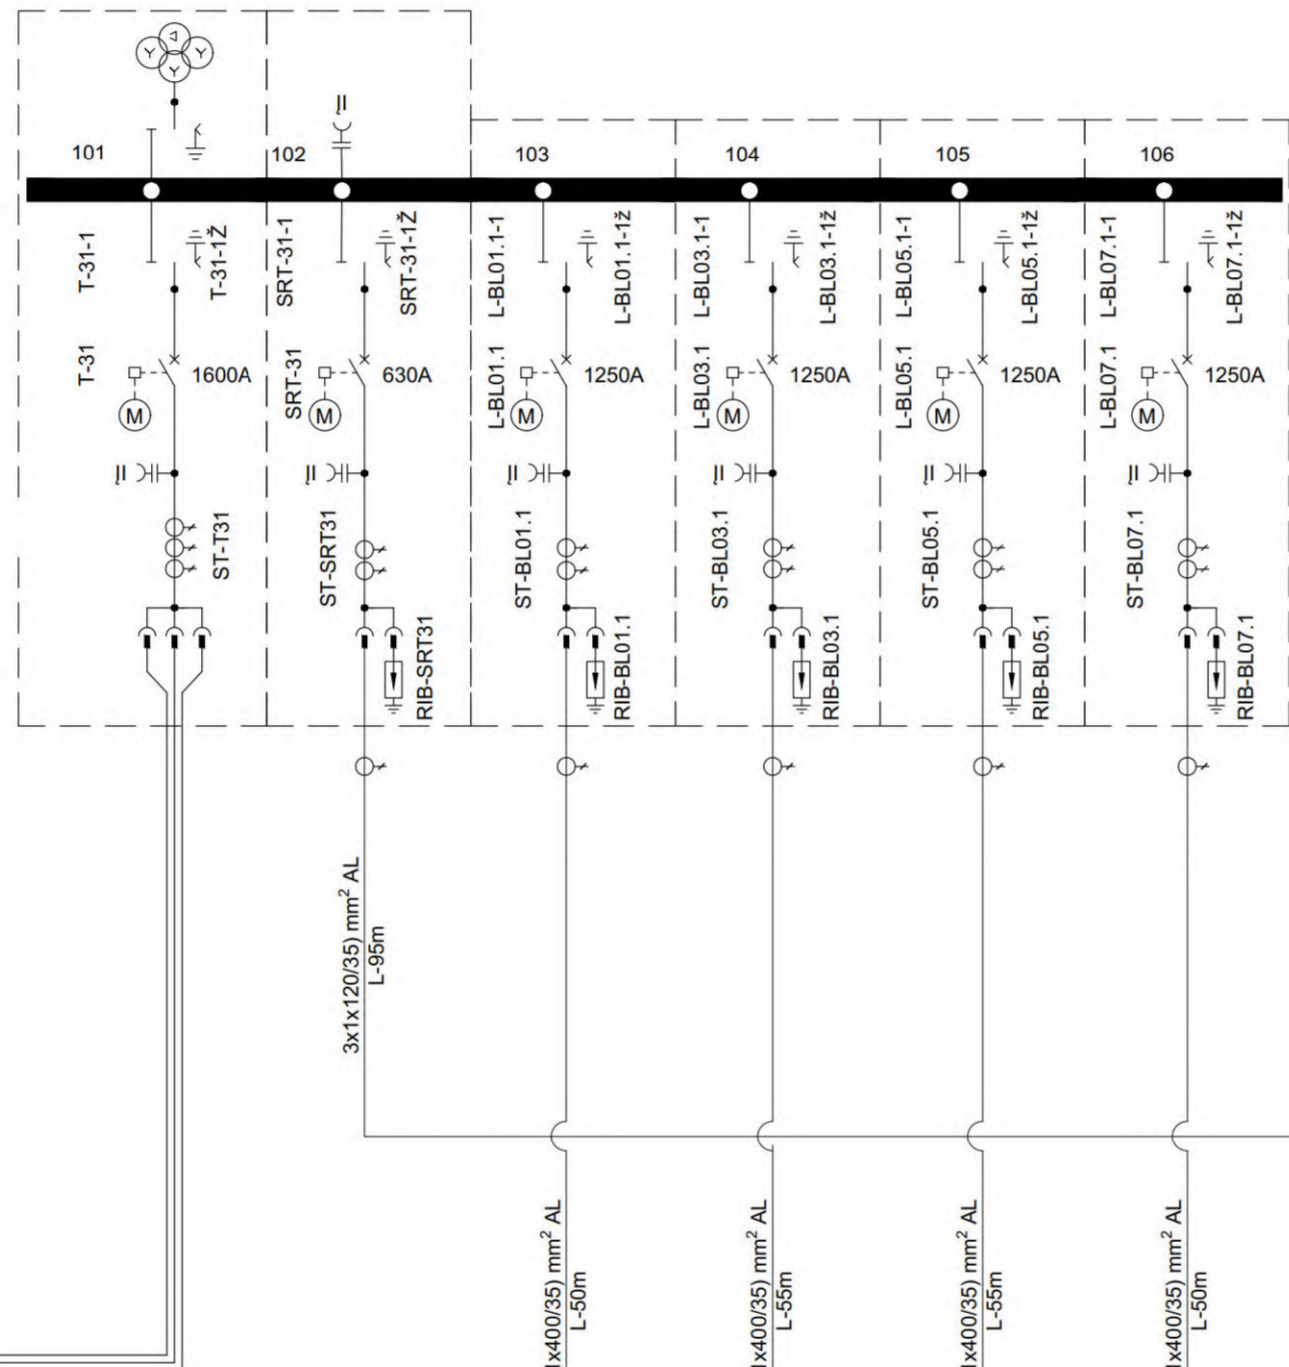 101
102
103
104
105
106
T-31-1
T-31-1Ž
SRT-31-1
SRT-31-1Ž
L-BL01.1-1
L-BL01.1-1ž
L-BL03.1-1
L-BL03.1-1ž
L-BL05.1-1
L-BL05.1-1ž
L-BL07.1-1
L-BL07.1-1ž
T-31
M
1600A
SRT-31
M
630A
L-BL01.1
M
1250A
L-BL03.1
M
1250A
L-BL05.1
M
1250A
L-BL07.1
M
1250A
ST-T31
ST-SRT31
ST-BL01.1
ST-BL03.1
ST-BL05.1
ST-BL07.1
RIB-SRT31
RIB-BL01.1
RIB-BL03.1
RIB-BL05.1
RIB-BL07.1
3x1x120/35) mm² AL
L-95m
1x400/35) mm² AL
L-50m
1x400/35) mm² AL
L-55m
1x400/35) mm² AL
L-55m
1x400/35) mm² AL
L-50m